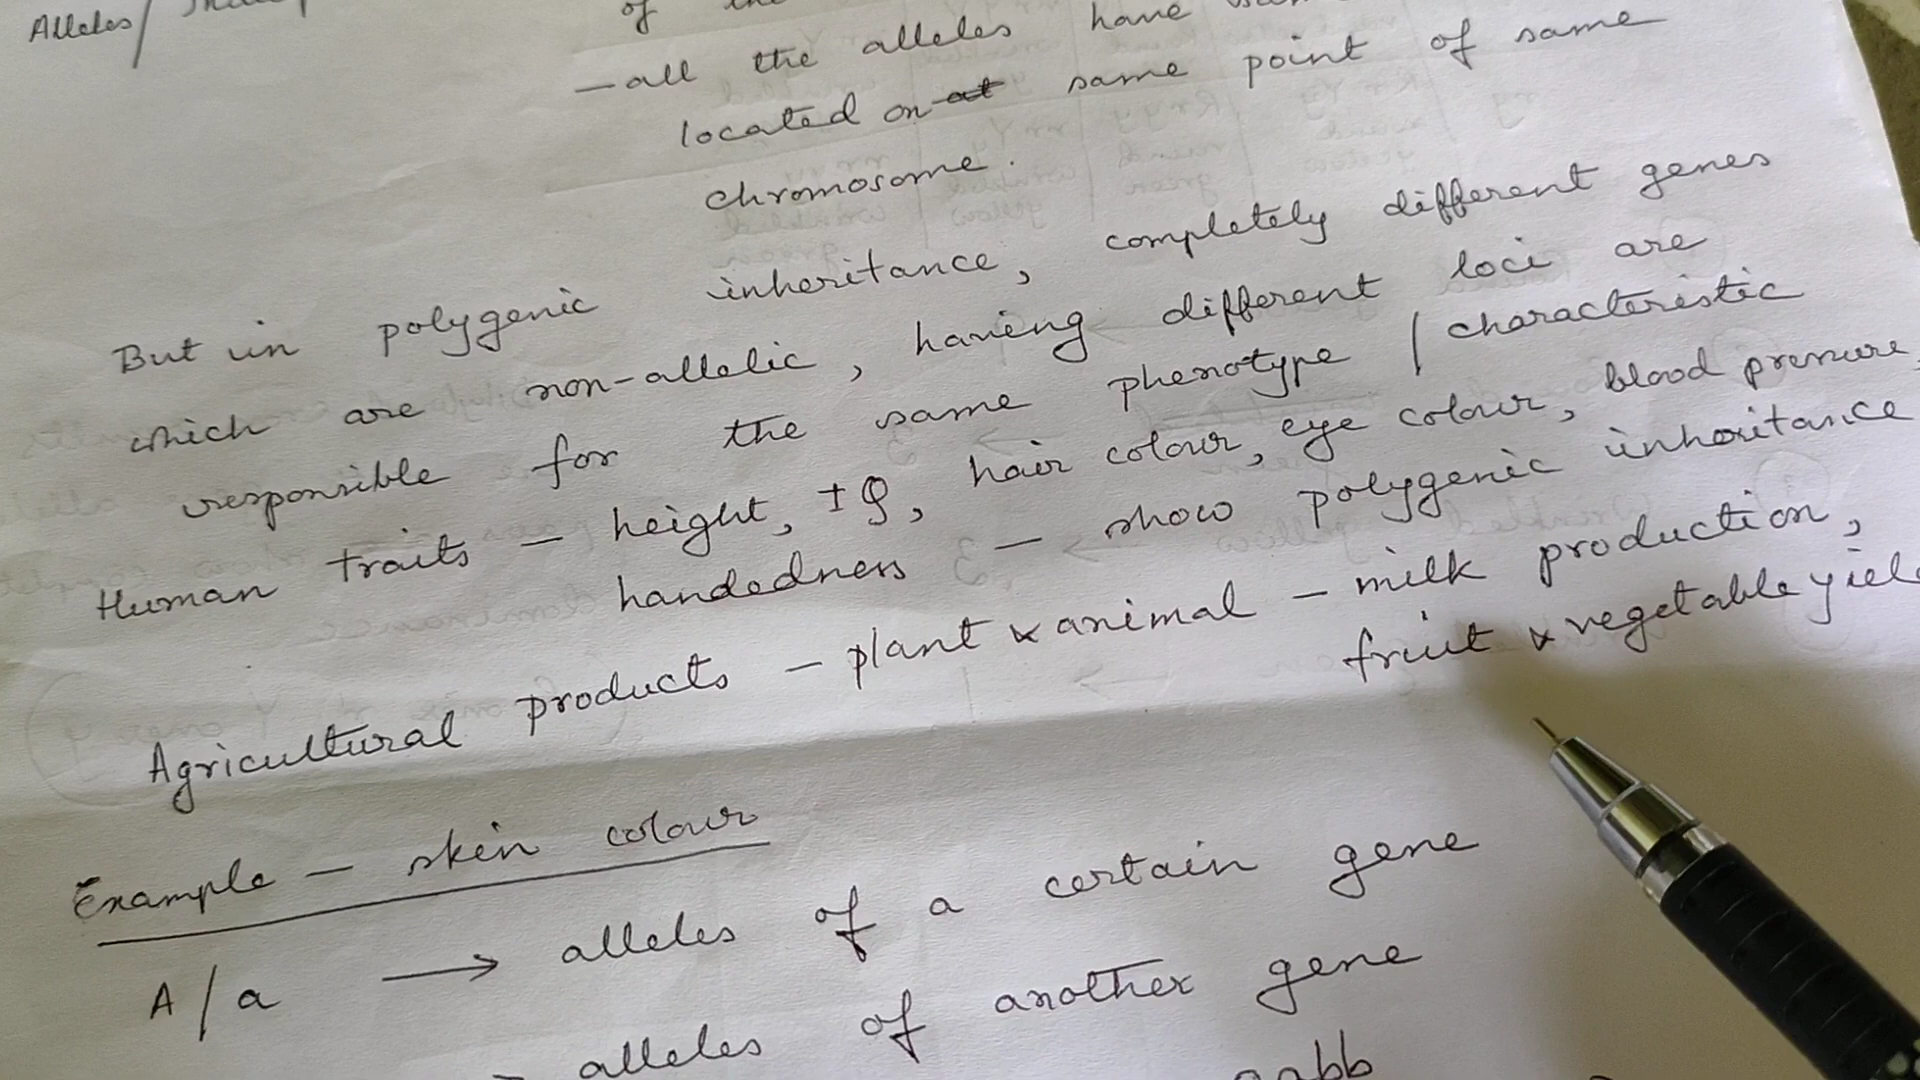 Alleles/
of the
- all the alleles have
located on at same point of same
chromosome.
But in polygenic inheritance, completely different genes
which are non-allelic, having different loci are
responsible for the same phenotype / characteristic
Human traits - height, IQ, hair colour, eye colour, blood pressure,
handedness - show polygenic inheritance
Agricultural products - plant & animal - milk production,
fruit & vegetable yiel
Example - skin colour
A/a → alleles of a certain gene
alleles of another gene
aabb